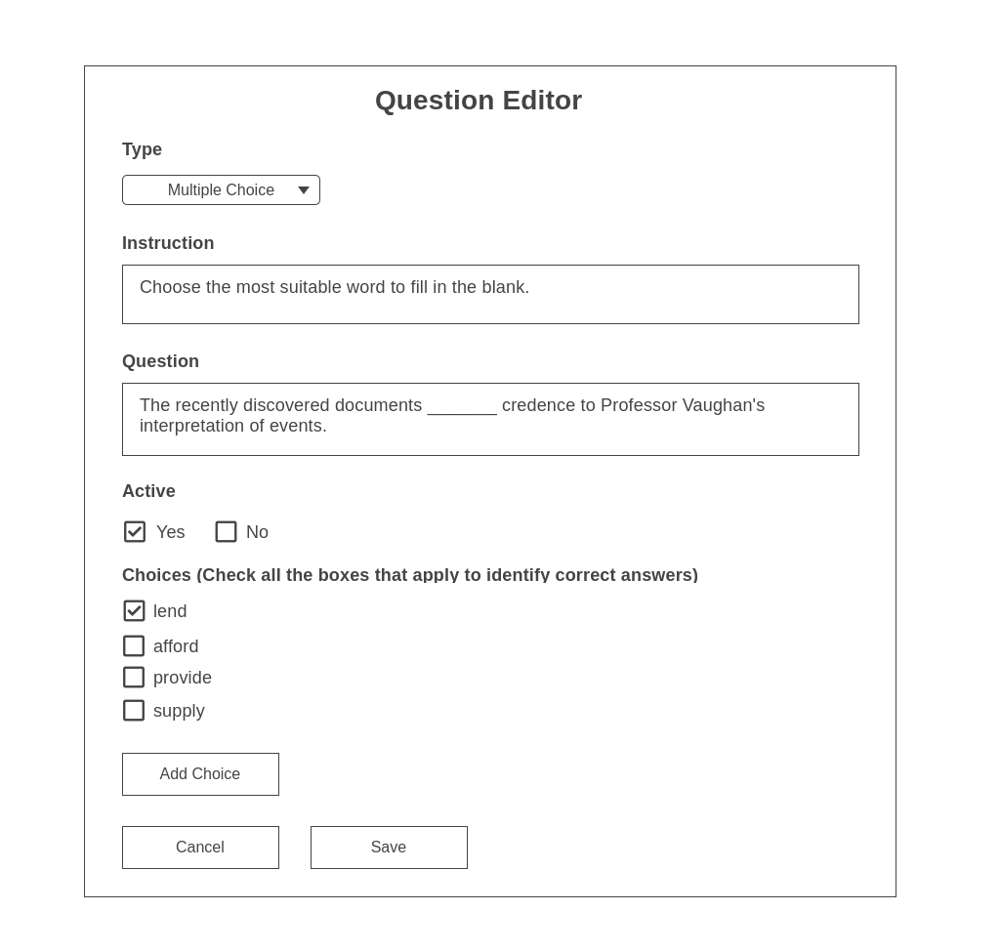 Question Editor
Type
Multiple Choice
Instruction
Choose the most suitable word to fill in the blank.
Question
The recently discovered documents _______ credence to Professor Vaughan's
interpretation of events.
Active
Yes No
Choices (Check all the boxes that apply to identify correct answers)
lend
afford
provide
supply
Add Choice
Cancel Save